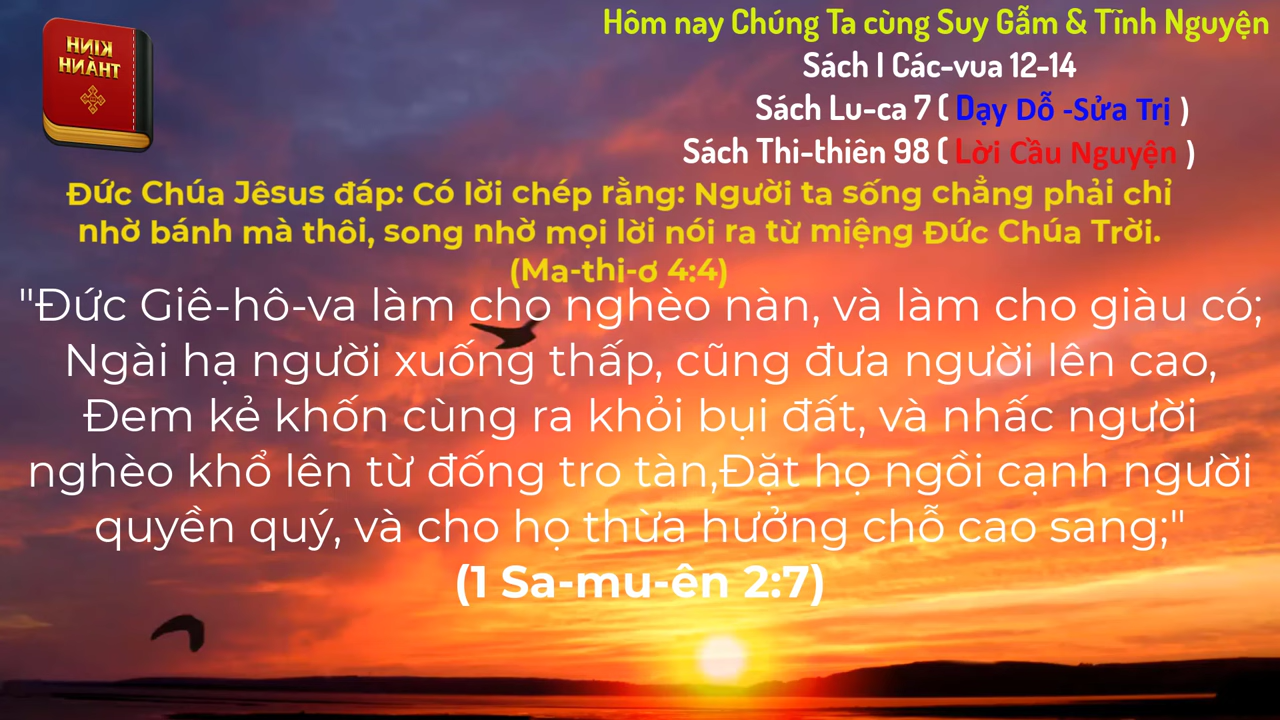 KINH
THÁNH
Hôm nay Chúng Ta cùng Suy Gẫm & Tĩnh Nguyện
Sách I Các-vua 12-14
Sách Lu-ca 7 ( Dạy Dỗ -Sửa Trị )
Sách Thi-thiên 98 ( Lời Cầu Nguyện )
Đức Chúa Jêsus đáp: Có lời chép rằng: Người ta sống chẳng phải chỉ
nhờ bánh mà thôi, song nhờ mọi lời nói ra từ miệng Đức Chúa Trời.
(Ma-thi-ơ 4:4)
"Đức Giê-hô-va làm cho nghèo nàn, và làm cho giàu có;
Ngài hạ người xuống thấp, cũng đưa người lên cao,
Đem kẻ khốn cùng ra khỏi bụi đất, và nhấc người
nghèo khổ lên từ đống tro tàn,Đặt họ ngồi cạnh người
quyền quý, và cho họ thừa hưởng chỗ cao sang;"
(1 Sa-mu-ên 2:7)